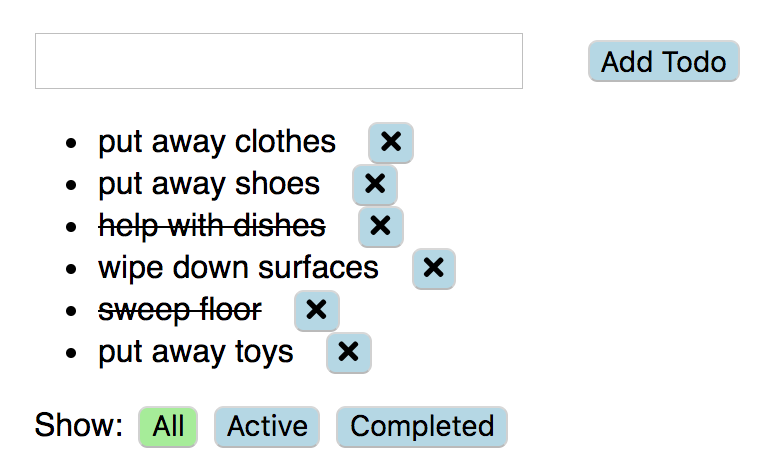 Add Todo
put away clothes
put away shoes
help with dishes
wipe down surfaces
sweep floor
put away toys
Show: All Active Completed